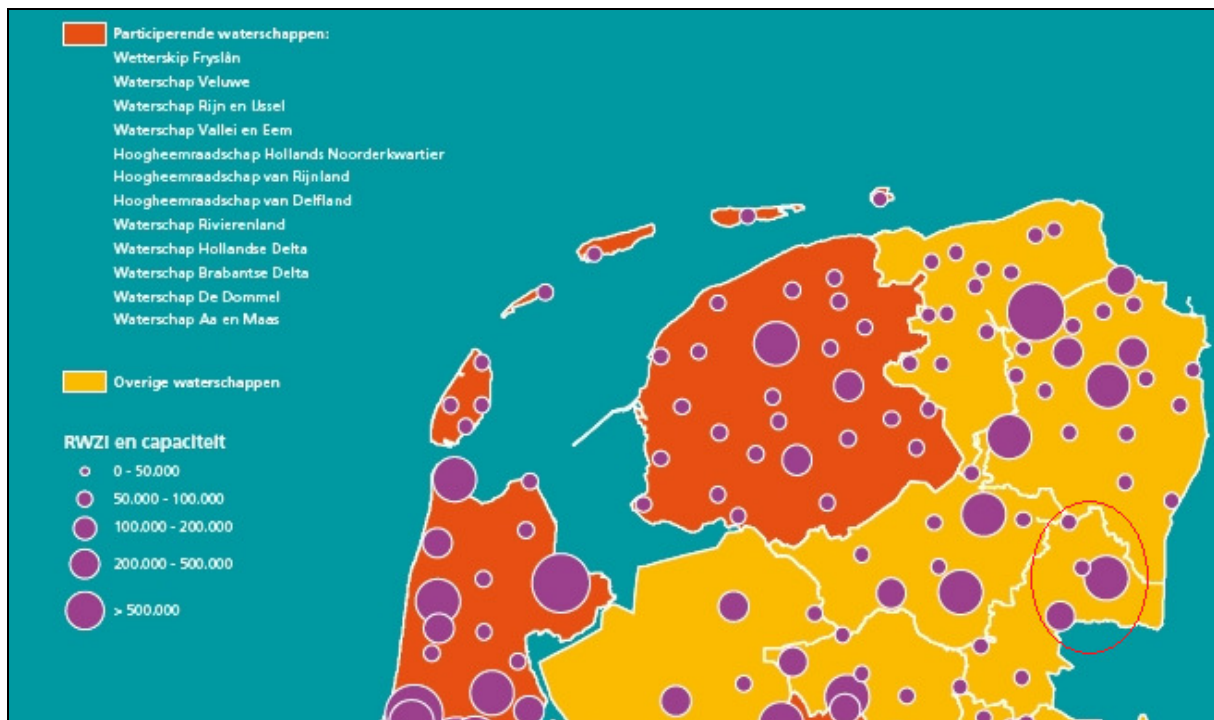 Participerende waterschappen:
Wetterskip Fryslân
Waterschap Veluwe
Waterschap Rijn en IJssel
Waterschap Vallei en Eem
Hoogheemraadschap Hollands Noorderkwartier
Hoogheemraadschap van Rijnland
Hoogheemraadschap van Delfland
Waterschap Rivierenland
Waterschap Hollandse Delta
Waterschap Brabantse Delta
Waterschap De Dommel
Waterschap Aa en Maas
Overige waterschappen
RWZI en capaciteit
0 - 50.000
50.000 - 100.000
100.000 - 200.000
200.000 - 500.000
> 500.000